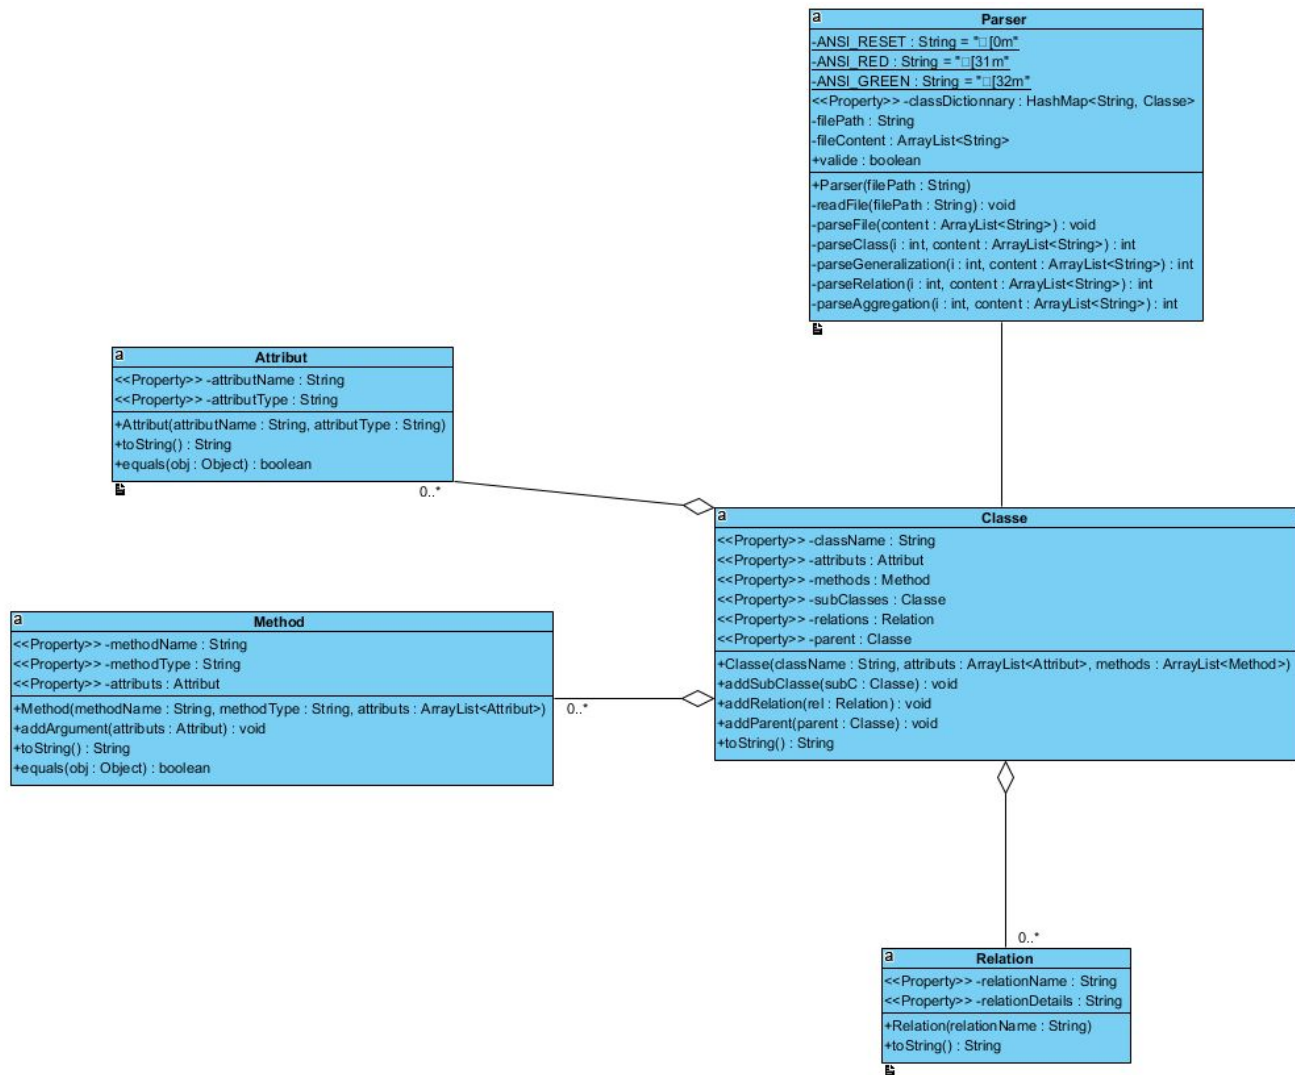 a
Parser
-ANSI_RESET : String = "□[0m"
-ANSI_RED : String = "□[31m"
-ANSI_GREEN : String = "□[32m"
<<Property>> -classDictionnary : HashMap<String, Classe>
-filePath : String
-fileContent : ArrayList<String>
+valide : boolean
+Parser(filePath : String)
-readFile(filePath : String) : void
-parseFile(content : ArrayList<String>) : void
-parseClass(i : int, content : ArrayList<String>) : int
-parseGeneralization(i : int, content : ArrayList<String>) : int
-parseRelation(i : int, content : ArrayList<String>) : int
-parseAggregation(i : int, content : ArrayList<String>) : int
a
Attribut
<<Property>> -attributName : String
<<Property>> -attributType : String
+Attribut(attributName : String, attributType : String)
+toString() : String
+equals(obj : Object) : boolean
0..*
a
Classe
<<Property>> -className : String
<<Property>> -attributs : Attribut
<<Property>> -methods : Method
<<Property>> -subClasses : Classe
<<Property>> -relations : Relation
<<Property>> -parent : Classe
+Classe(className : String, attributs : ArrayList<Attribut>, methods : ArrayList<Method>)
+addSubClasse(subC : Classe) : void
+addRelation(rel : Relation) : void
+addParent(parent : Classe) : void
+toString() : String
a
Method
<<Property>> -methodName : String
<<Property>> -methodType : String
<<Property>> -attributs : Attribut
+Method(methodName : String, methodType : String, attributs : ArrayList<Attribut>)
+addArgument(attributs : Attribut) : void
+toString() : String
+equals(obj : Object) : boolean
0..*
0..*
a
Relation
<<Property>> -relationName : String
<<Property>> -relationDetails : String
+Relation(relationName : String)
+toString() : String